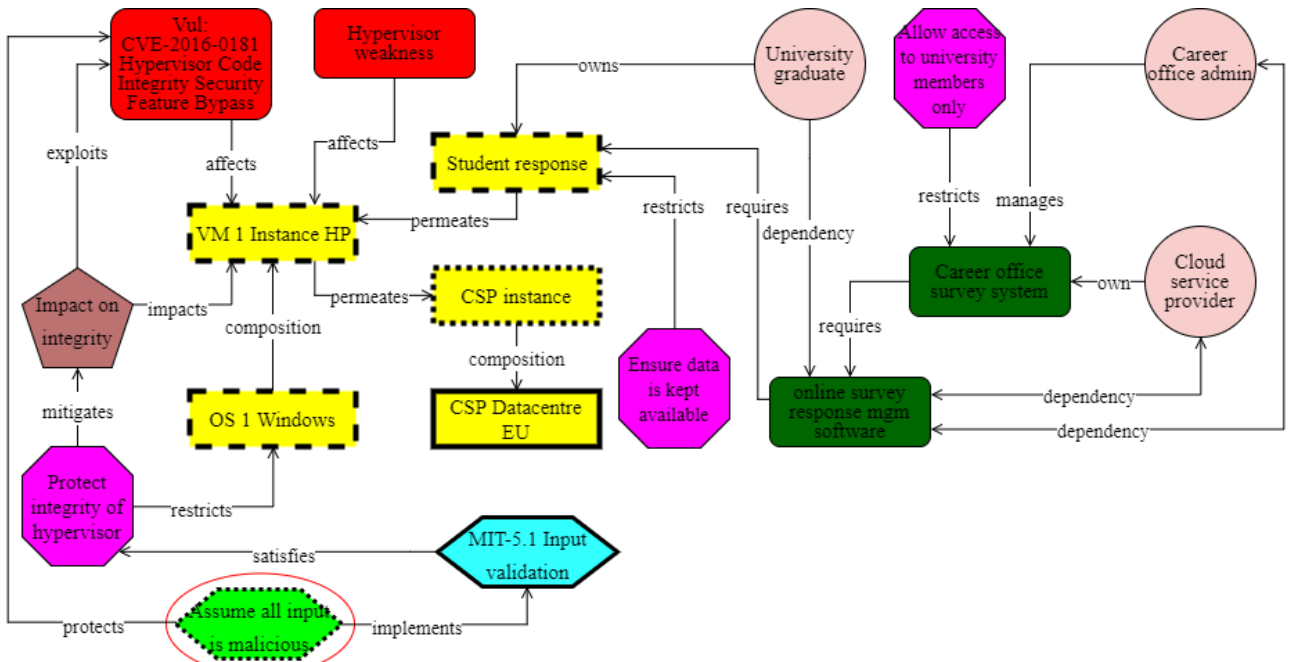 Vul:
CVE-2016-0181
Hypervisor Code
Integrity Security
Feature Bypass
Hypervisor
weakness
owns
University
graduate
Allow access
to university
members
only
Career
office admin
exploits
affects
affects
Student response
restricts
requires
dependency
restricts
manages
permeates
VM 1 Instance HP
Impact on
integrity
impacts
composition
permeates
CSP instance
composition
Career office
survey system
own
Cloud
service
provider
requires
Ensure data
is kept
available
mitigates
OS 1 Windows
CSP Datacentre
EU
online survey
response mgm
software
dependency
dependency
Protect
integrity of
hypervisor
restricts
satisfies
MIT-5.1 Input
validation
protects
Assume all input
is malicious
implements